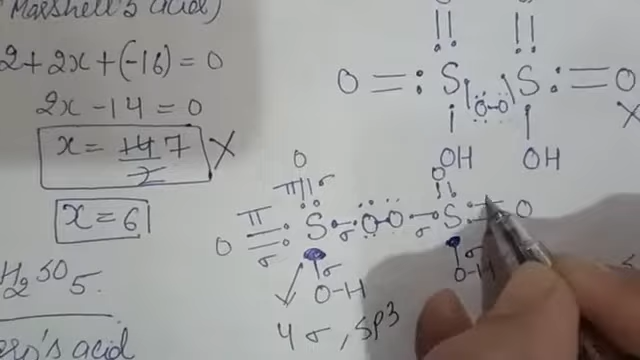 Marshell's acid)
2+2x+(-16)=0
2x-14=0
x = 14/2 7 X
x = 6
H2SO5.
ro's acid
O = S O-O S = O
X
OH OH
O O
π σ
π
O = S - O - O - S = O
σ σ σ
σ σ
O-H O-H
4σ, SP3